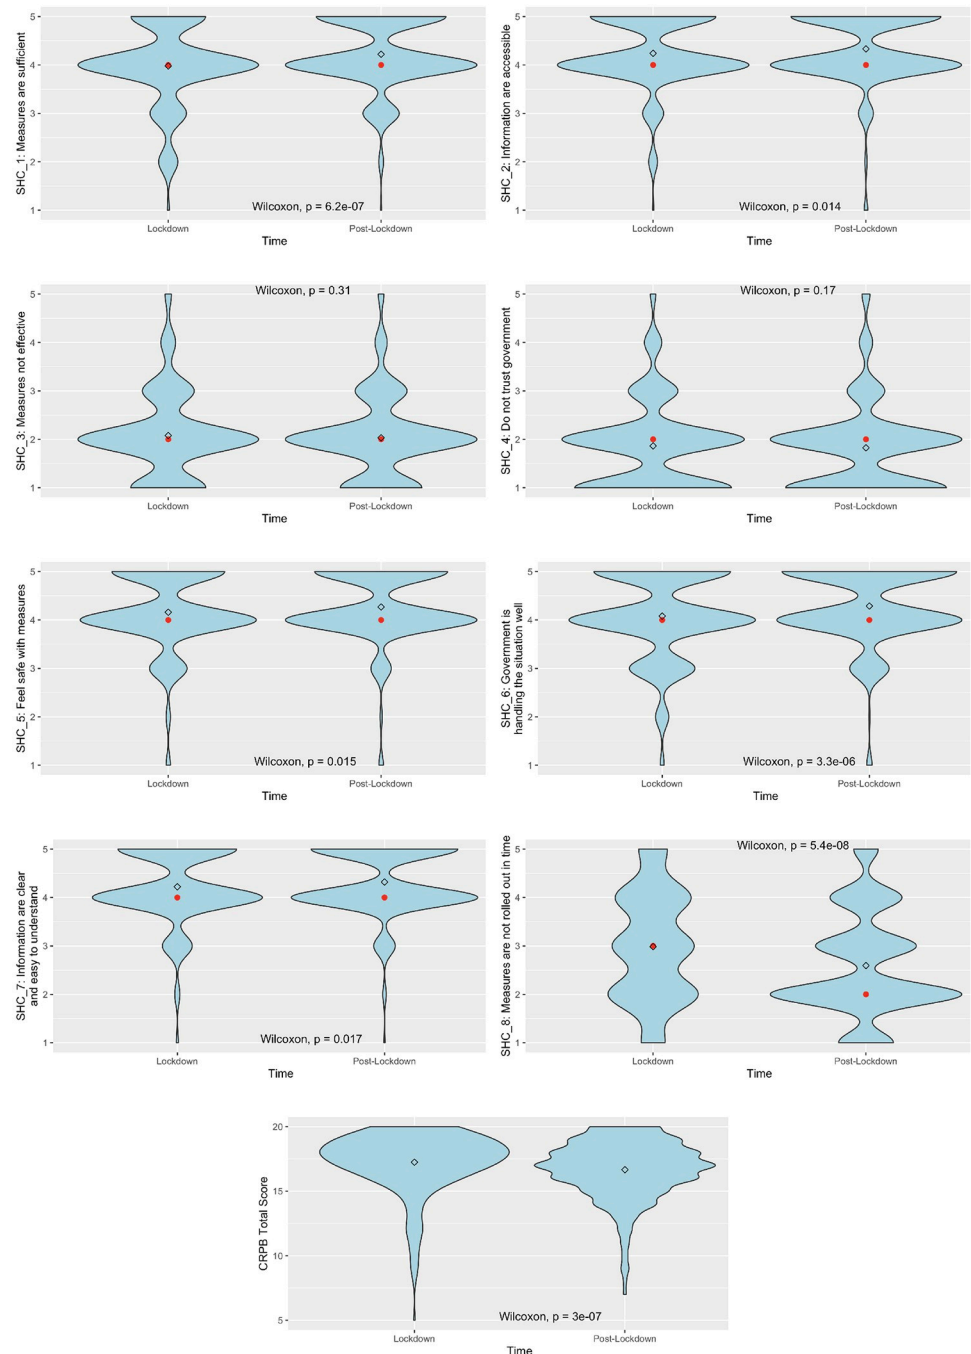 SHC_1: Measures are sufficient
5
4
3
2
1
Wilcoxon, p = 6.2e-07
Lockdown
Post-Lockdown
Time
SHC_2: Information are accessible
5
4
3
2
1
Wilcoxon, p = 0.014
Lockdown
Post-Lockdown
Time
SHC_3: Measures not effective
5
4
3
2
1
Wilcoxon, p = 0.31
Lockdown
Post-Lockdown
Time
SHC_4: Do not trust government
5
4
3
2
1
Wilcoxon, p = 0.17
Lockdown
Post-Lockdown
Time
SHC_5: Feel safe with measures
5
4
3
2
1
Wilcoxon, p = 0.015
Lockdown
Post-Lockdown
Time
SHC_6: Government is
handling the situation well
5
4
3
2
1
Wilcoxon, p = 3.3e-06
Lockdown
Post-Lockdown
Time
SHC_7: Information are clear
and easy to understand
5
4
3
2
1
Wilcoxon, p = 0.017
Lockdown
Post-Lockdown
Time
SHC_8: Measures are not rolled out in time
5
4
3
2
1
Wilcoxon, p = 5.4e-08
Lockdown
Post-Lockdown
Time
CRPB Total Score
20
15
10
5
Wilcoxon, p = 3e-07
Lockdown
Post-Lockdown
Time